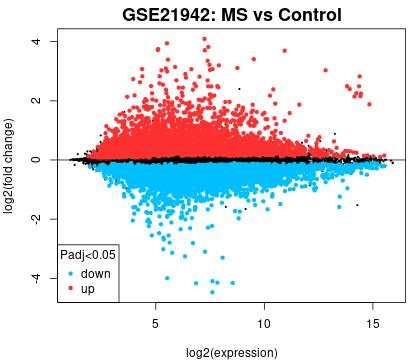 GSE21942: MS vs Control
log2(fold change)
4
2
0
-2
-4
Padj<0.05
down
up
5
10
15
log2(expression)